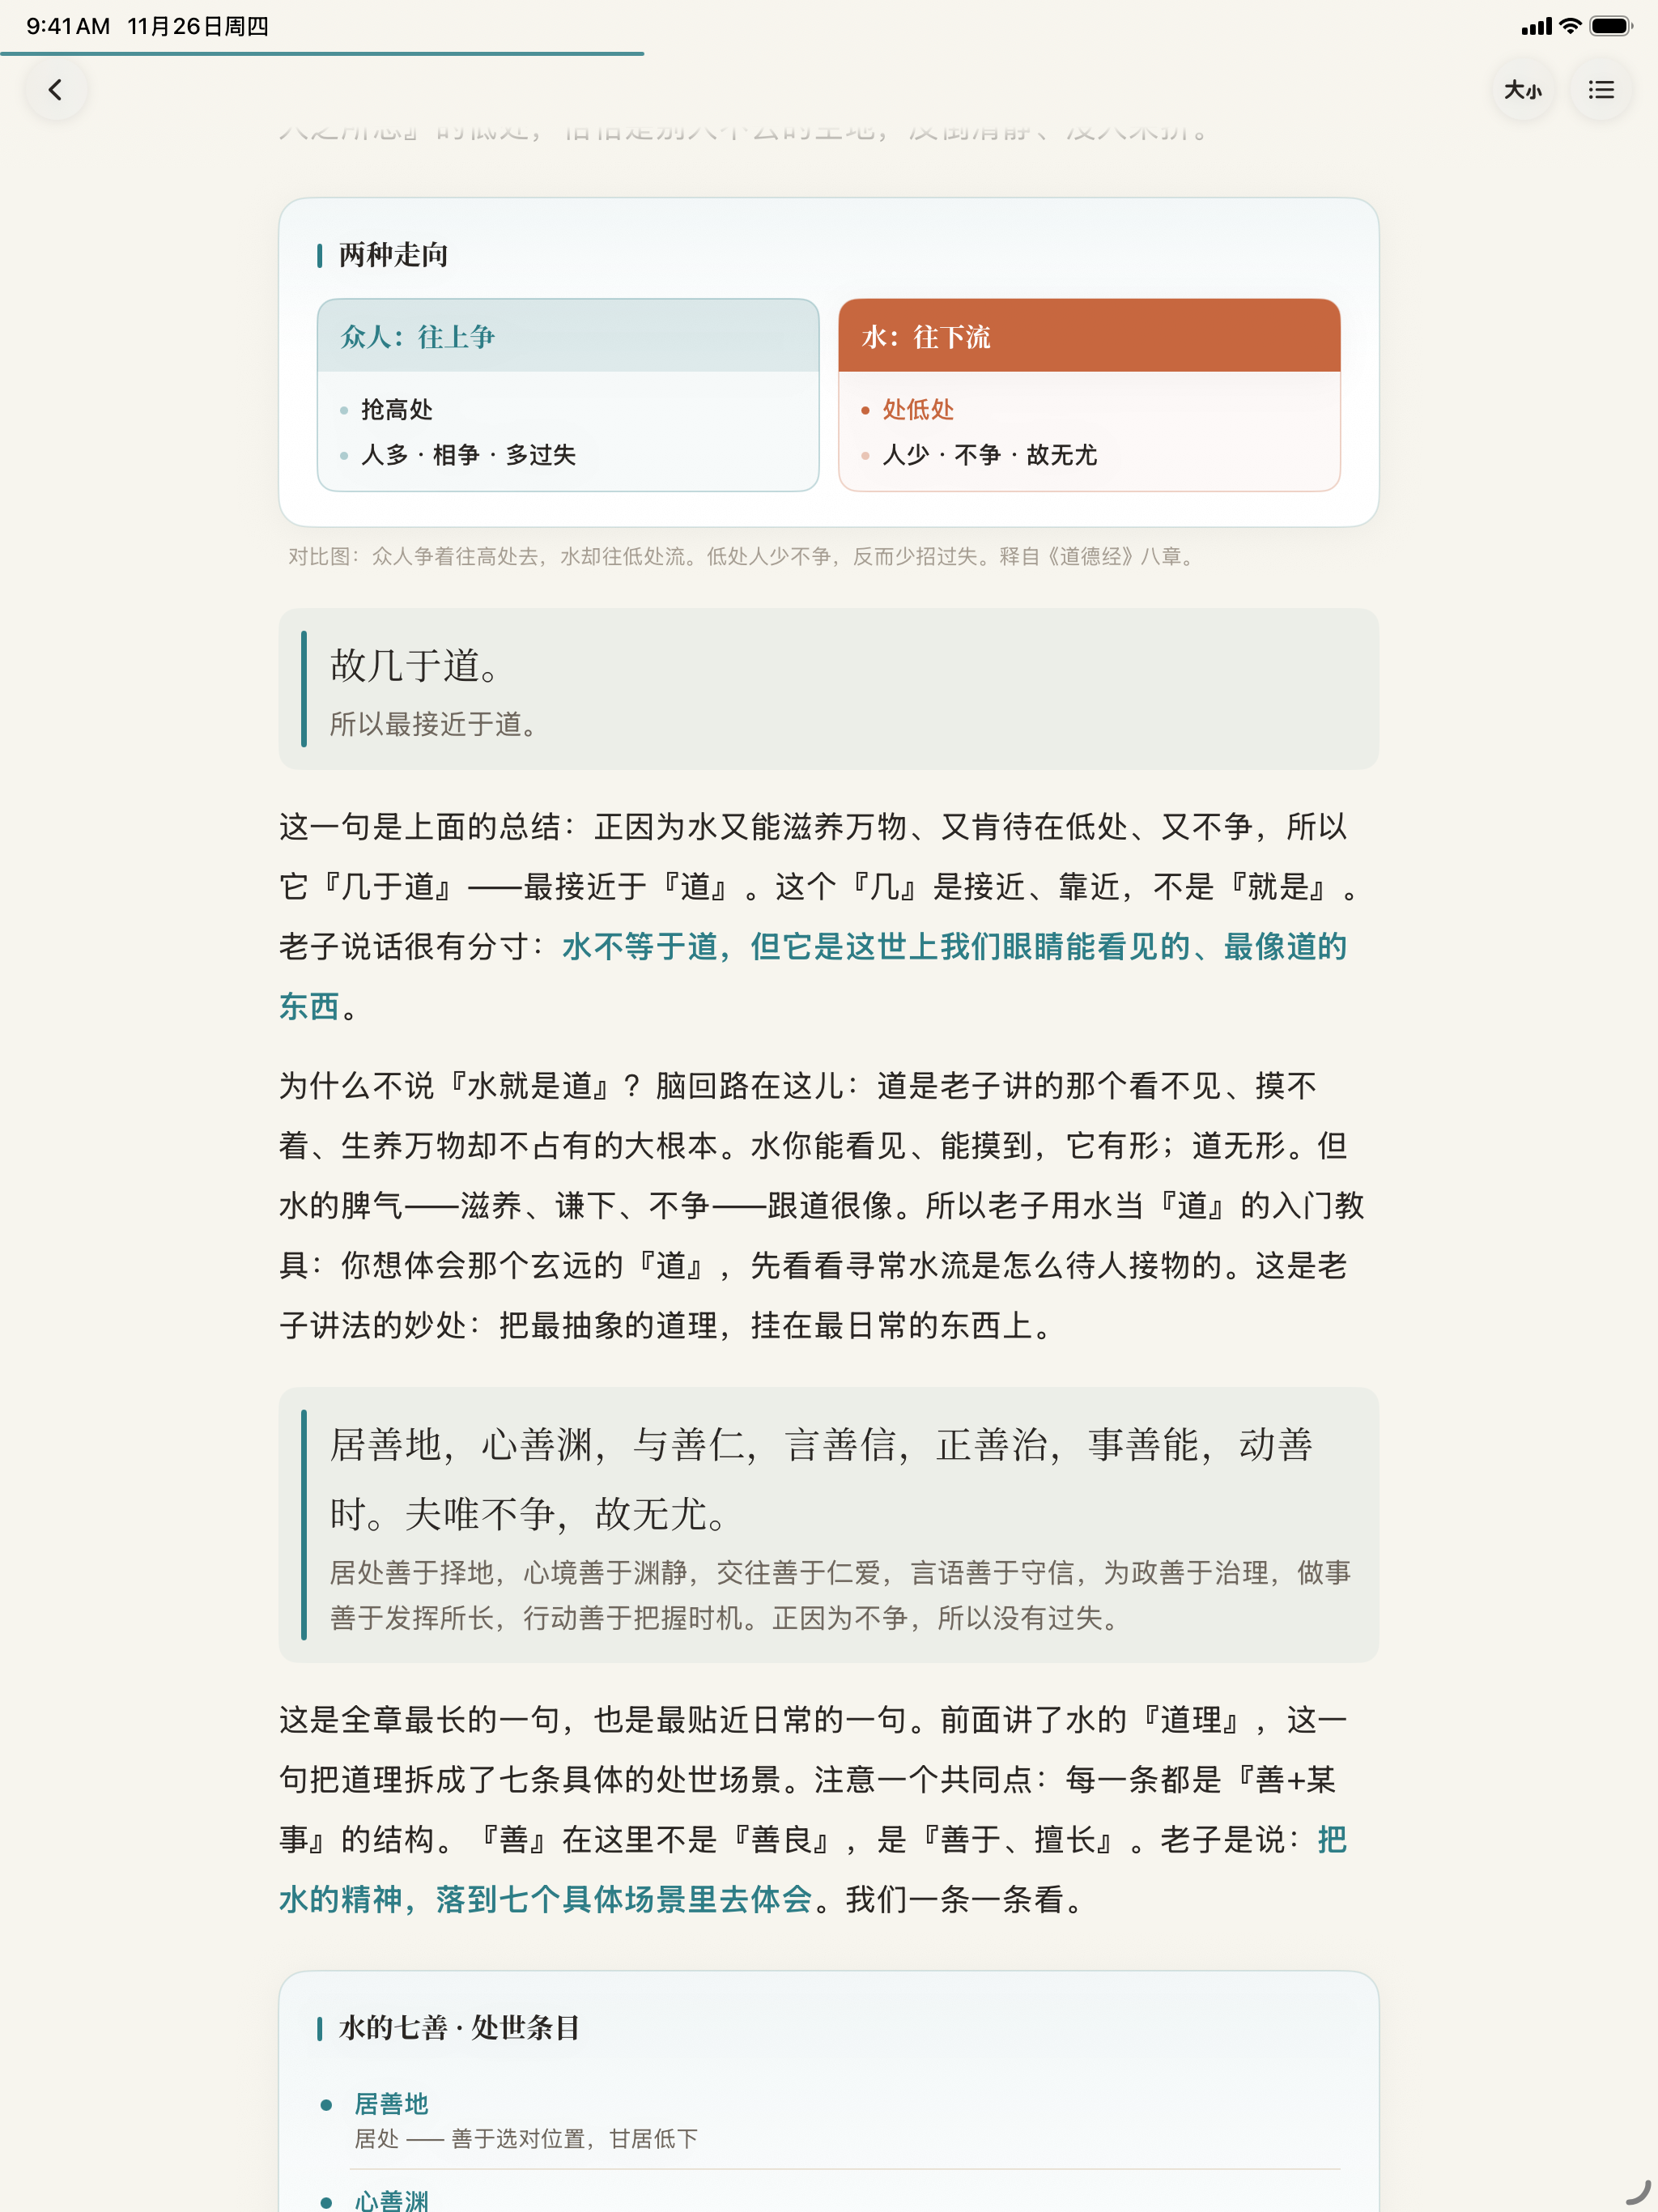 9:41AM 11月26日周四
大小
两种走向
众人：往上争
抢高处
人多 · 相争 · 多过失
水：往下流
处低处
人少 · 不争 · 故无尤
对比图：众人争着往高处去，水却往低处流。低处人少不争，反而少招过失。释自《道德经》八章。
故几于道。
所以最接近于道。
这一句是上面的总结：正因为水又能滋养万物、又肯待在低处、又不争，所以
它『几于道』——最接近于『道』。这个『几』是接近、靠近，不是『就是』。
老子说话很有分寸：水不等于道，但它是这世上我们眼睛能看见的、最像道的
东西。
为什么不说『水就是道』？脑回路在这儿：道是老子讲的那个看不见、摸不
着、生养万物却不占有的大根本。水你能看见、能摸到，它有形；道无形。但
水的脾气——滋养、谦下、不争——跟道很像。所以老子用水当『道』的入门教
具：你想体会那个玄远的『道』，先看看寻常水流是怎么待人接物的。这是老
子讲法的妙处：把最抽象的道理，挂在最日常的东西上。
居善地，心善渊，与善仁，言善信，正善治，事善能，动善
时。夫唯不争，故无尤。
居处善于择地，心境善于渊静，交往善于仁爱，言语善于守信，为政善于治理，做事
善于发挥所长，行动善于把握时机。正因为不争，所以没有过失。
这是全章最长的一句，也是最贴近日常的一句。前面讲了水的『道理』，这一
句把道理拆成了七条具体的处世场景。注意一个共同点：每一条都是『善+某
事』的结构。『善』在这里不是『善良』，是『善于、擅长』。老子是说：把
水的精神，落到七个具体场景里去体会。我们一条一条看。
水的七善 · 处世条目
居善地
居处 —— 善于选对位置，甘居低下
心善渊